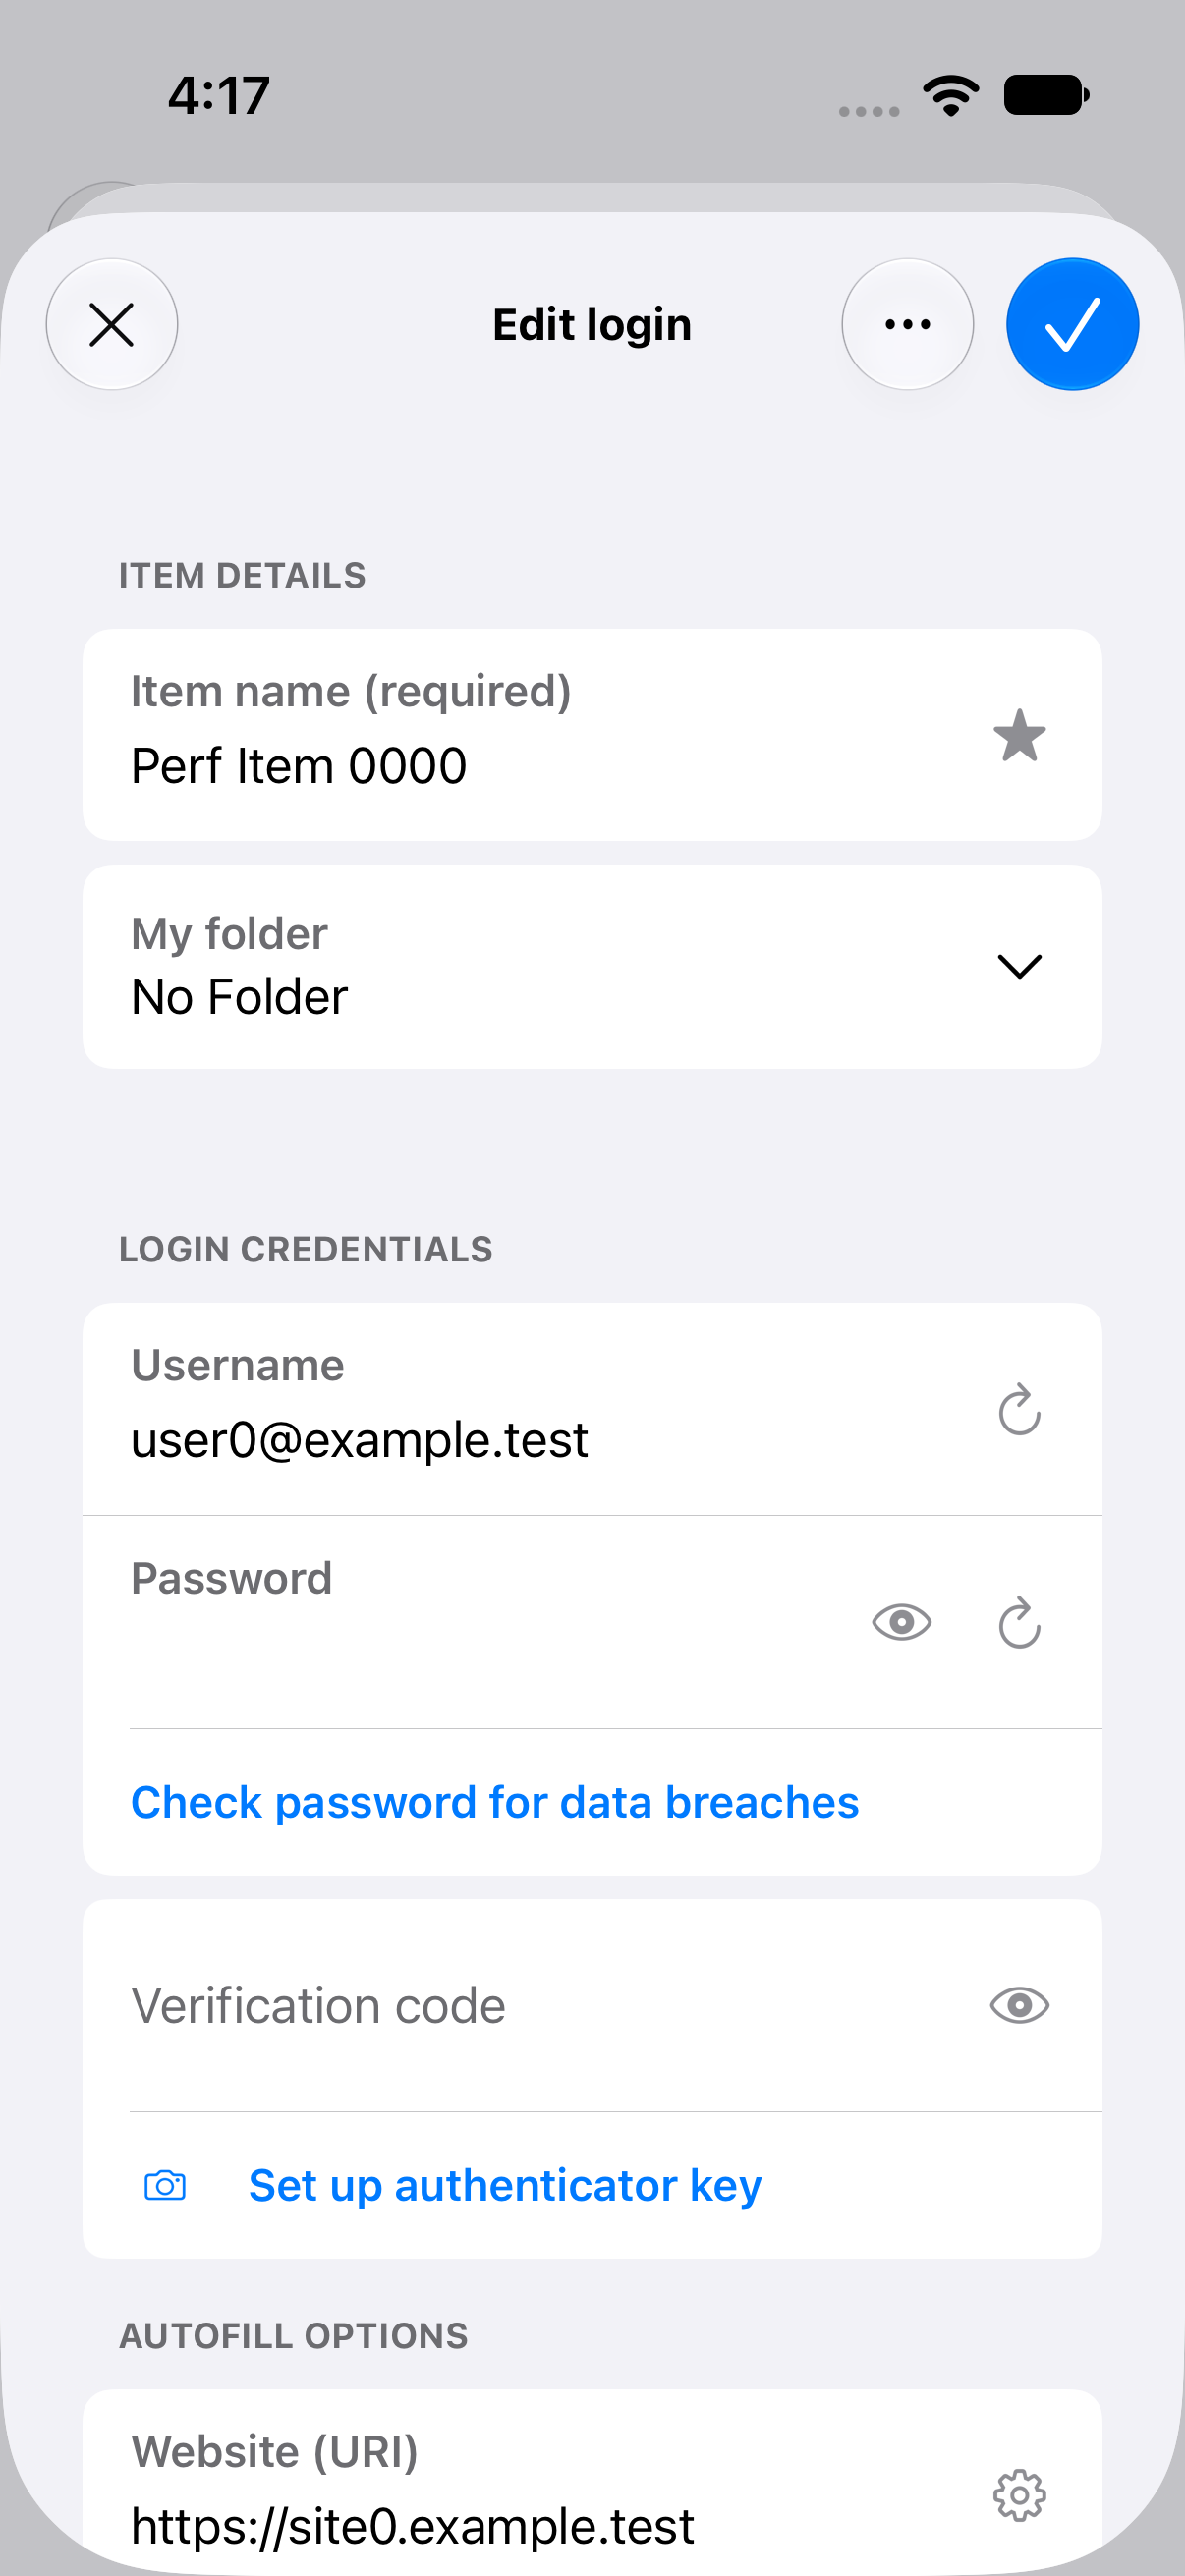 4:17
Edit login
ITEM DETAILS
Item name (required)
Perf Item 0000
My folder
No Folder
LOGIN CREDENTIALS
Username
user0@example.test
Password
Check password for data breaches
Verification code
Set up authenticator key
AUTOFILL OPTIONS
Website (URI)
https://site0.example.test